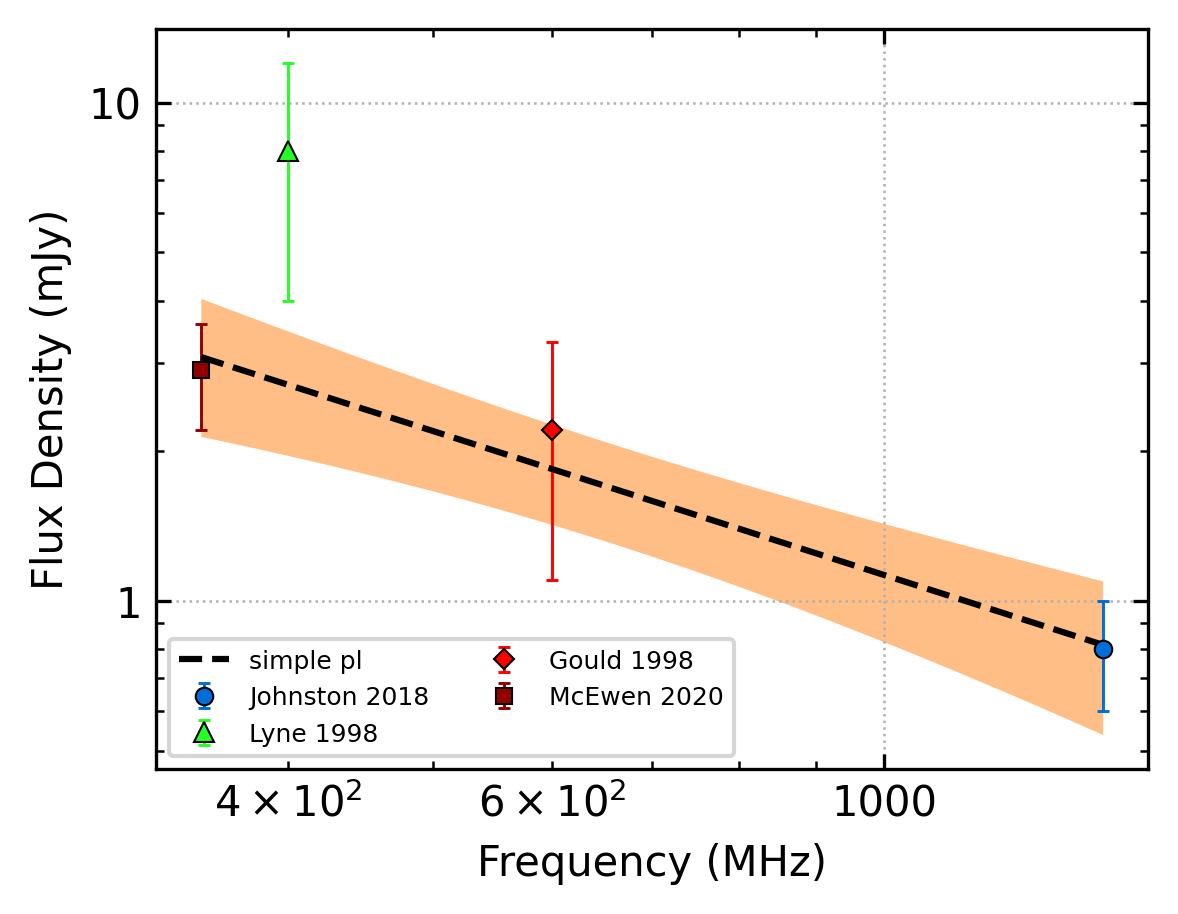 10
1
Flux Density (mJy)
simple pl
Johnston 2018
Lyne 1998
Gould 1998
McEwen 2020
4 × 10²
6 × 10²
1000
Frequency (MHz)